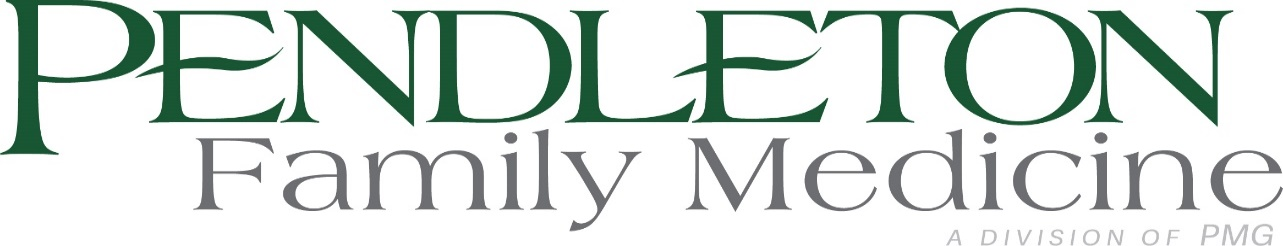 PENDLETON
Family Medicine
A DIVISION OF PMG